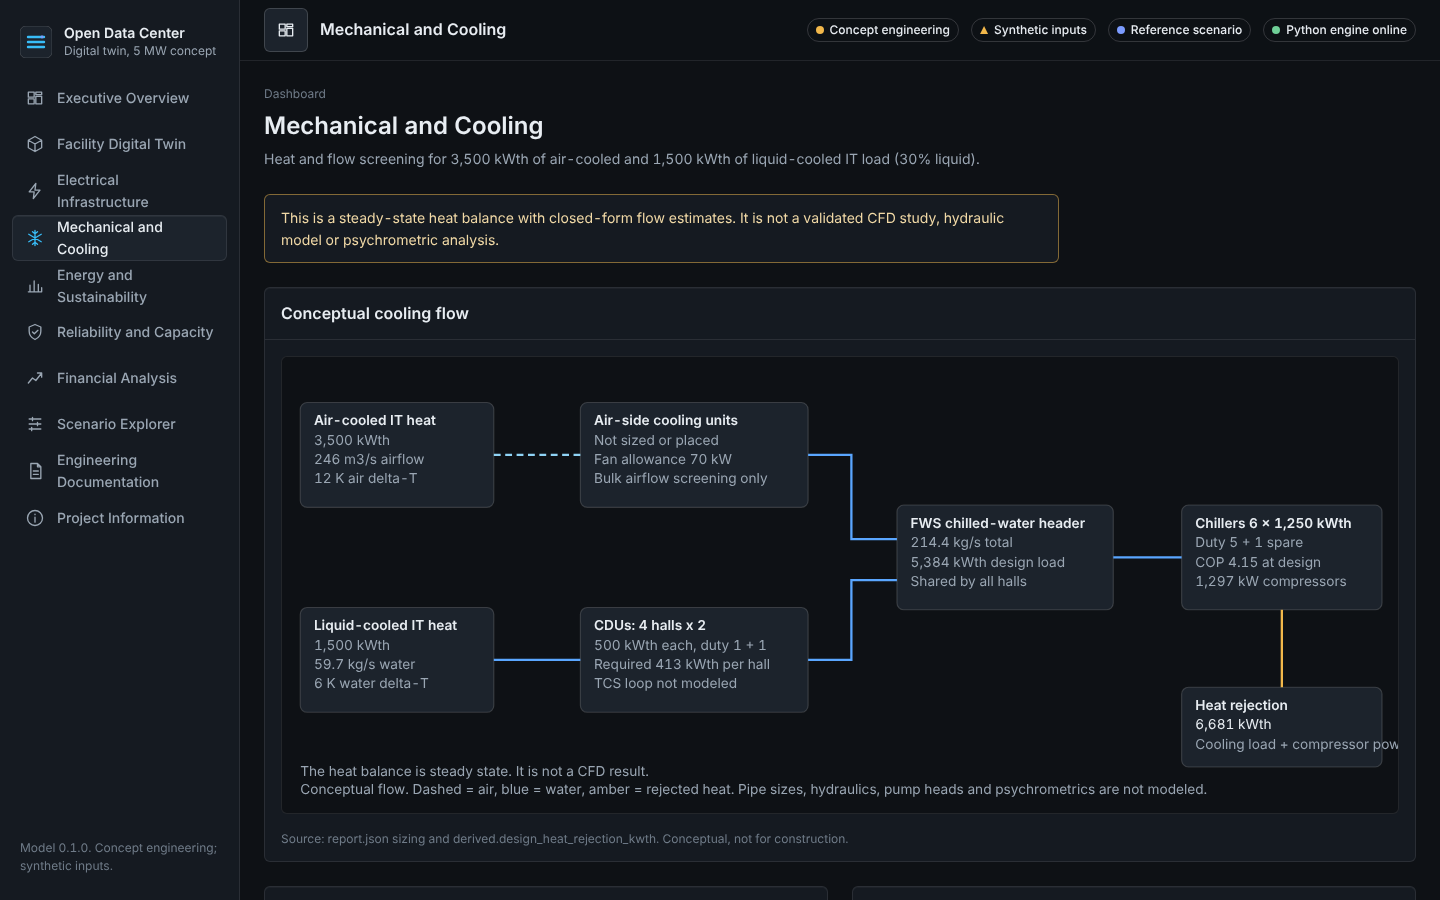 Open Data Center
Digital twin, 5 MW concept
Executive Overview
Facility Digital Twin
Electrical
Infrastructure
Mechanical and
Cooling
Energy and
Sustainability
Reliability and Capacity
Financial Analysis
Scenario Explorer
Engineering
Documentation
Project Information
Model 0.1.0. Concept engineering;
synthetic inputs.
Mechanical and Cooling
Concept engineering
Synthetic inputs
Reference scenario
Python engine online
Dashboard
Mechanical and Cooling
Heat and flow screening for 3,500 kWth of air-cooled and 1,500 kWth of liquid-cooled IT load (30% liquid).
This is a steady-state heat balance with closed-form flow estimates. It is not a validated CFD study, hydraulic
model or psychrometric analysis.
Conceptual cooling flow
Air-cooled IT heat
3,500 kWth
246 m3/s airflow
12 K air delta-T
Air-side cooling units
Not sized or placed
Fan allowance 70 kW
Bulk airflow screening only
FWS chilled-water header
214.4 kg/s total
5,384 kWth design load
Shared by all halls
Chillers 6 × 1,250 kWth
Duty 5 + 1 spare
COP 4.15 at design
1,297 kW compressors
Liquid-cooled IT heat
1,500 kWth
59.7 kg/s water
6 K water delta-T
CDUs: 4 halls x 2
500 kWth each, duty 1 + 1
Required 413 kWth per hall
TCS loop not modeled
Heat rejection
6,681 kWth
Cooling load + compressor pow
The heat balance is steady state. It is not a CFD result.
Conceptual flow. Dashed = air, blue = water, amber = rejected heat. Pipe sizes, hydraulics, pump heads and psychrometrics are not modeled.
Source: report.json sizing and derived.design_heat_rejection_kwth. Conceptual, not for construction.